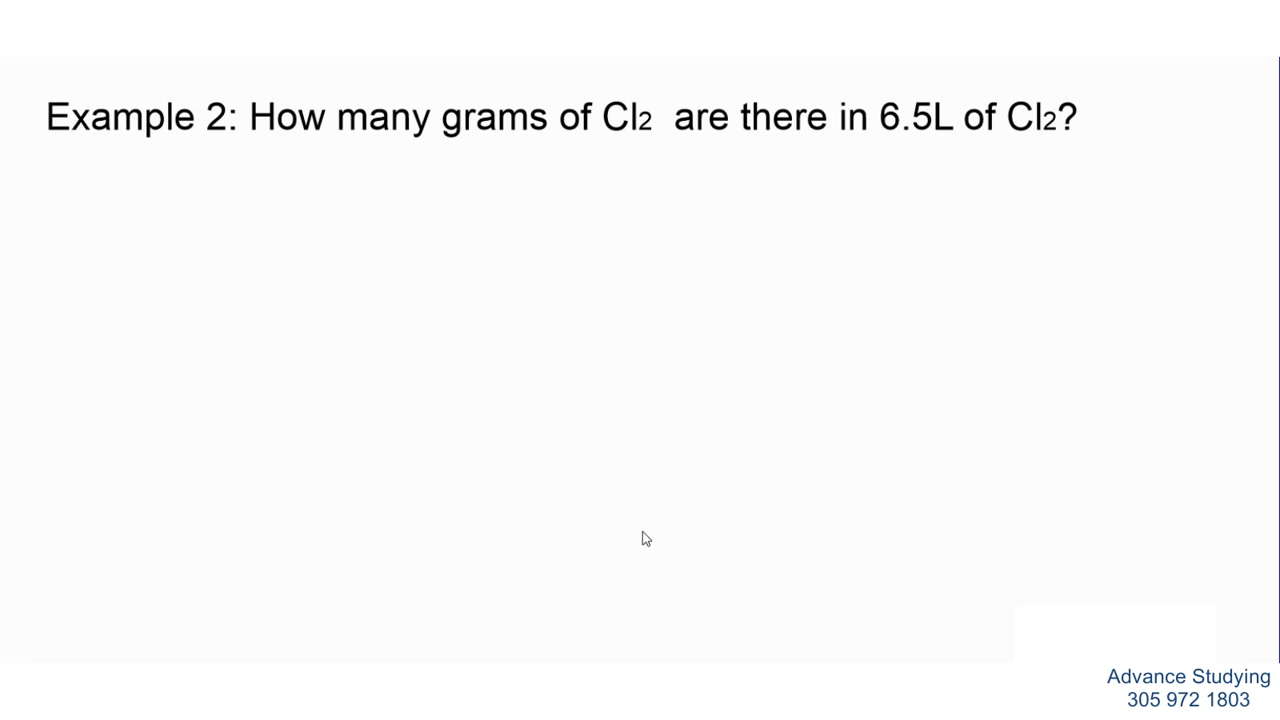 Example 2: How many grams of Cl2 are there in 6.5L of Cl2?
Advance Studying
305 972 1803